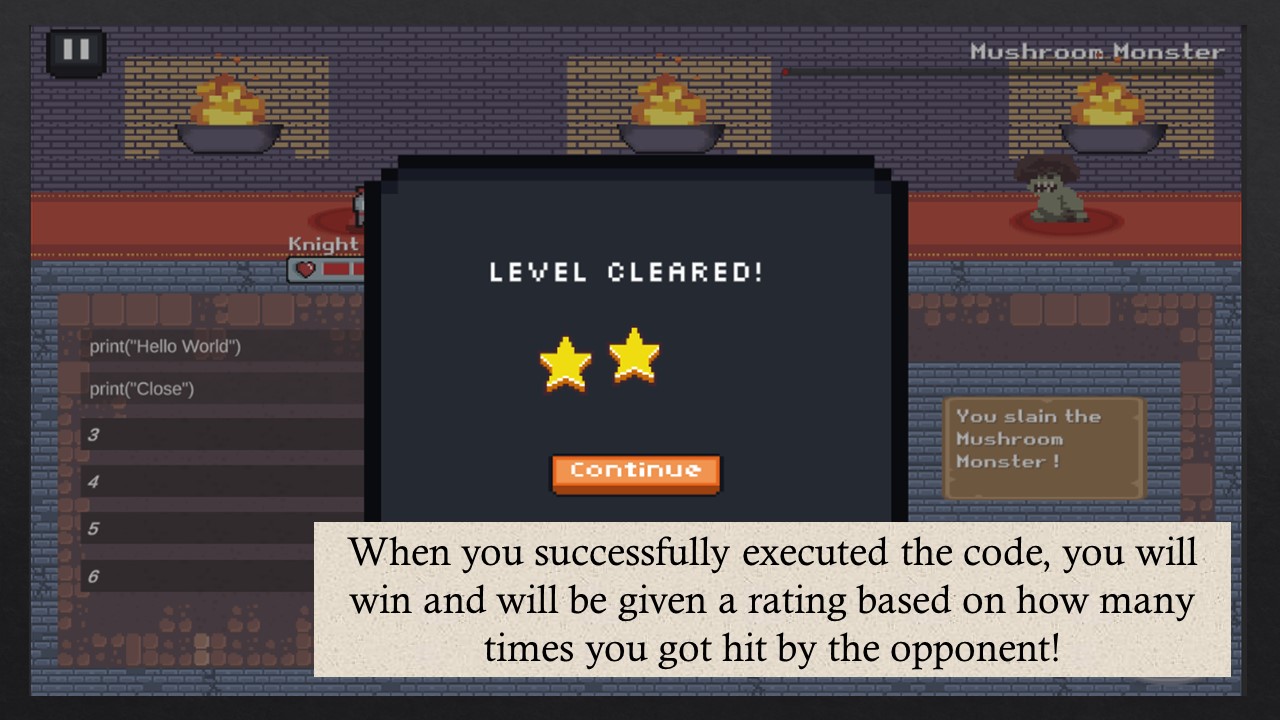 Mushroom Monster
Knight
LEVEL CLEARED!
print("Hello World")
print("Close")
3
4
5
6
Continue
You slain the
Mushroom
Monster !
When you successfully executed the code, you will
win and will be given a rating based on how many
times you got hit by the opponent!